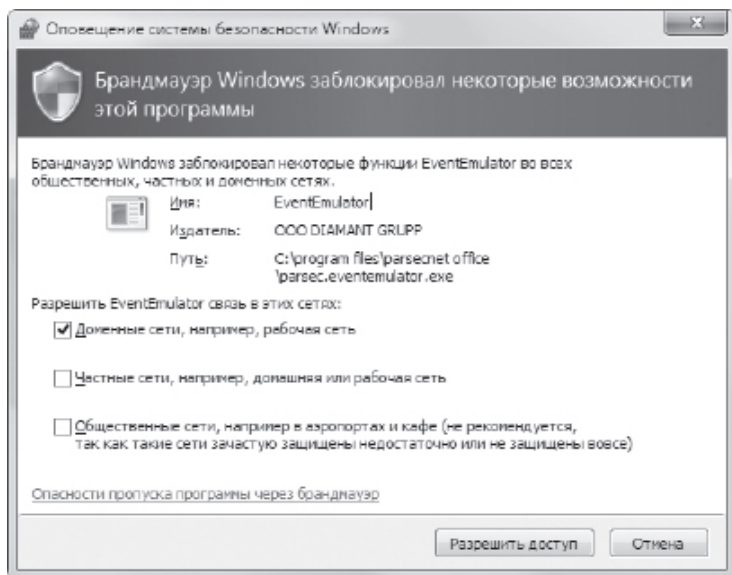 Оповещение системы безопасности Windows
Брандмауэр Windows заблокировал некоторые возможности
этой программы
Брандмауэр Windows заблокировал некоторые функции EventEmulator во всех
общественных, частных и доменных сетях.
Имя: EventEmulator
Издатель: OOO DIAMANT GRUPP
Путь: C:\program files\parsecnet office
\parsec.eventemulator.exe
Разрешить EventEmulator связь в этих сетях:
Доменные сети, например, рабочая сеть
Частные сети, например, домашняя или рабочая сеть
Общественные сети, например в аэропортах и кафе (не рекомендуется,
так как такие сети зачастую защищены недостаточно или не защищены вовсе)
Опасности пропуска программы через брандмауэр
Разрешить доступ Отмена